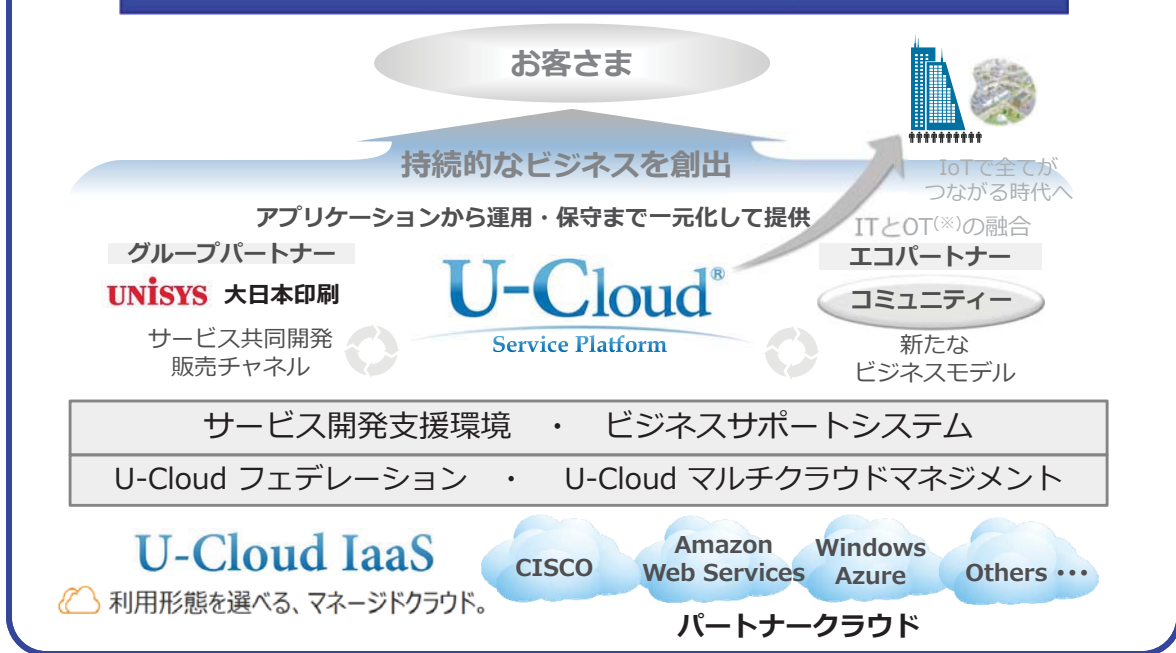 お客さま
持続的なビジネスを創出
IoTで全てが
つながる時代へ
アプリケーションから運用・保守まで一元化して提供
ITとOT(※)の融合
グループパートナー
UNISYS 大日本印刷
サービス共同開発
販売チャネル
U-Cloud®
Service Platform
エコパートナー
コミュニティー
新たな
ビジネスモデル
サービス開発支援環境 ・ ビジネスサポートシステム
U-Cloud フェデレーション ・ U-Cloud マルチクラウドマネジメント
U-Cloud IaaS
利用形態を選べる、マネージドクラウド。
CISCO
Amazon
Web Services
Windows
Azure
Others ・・・
パートナークラウド